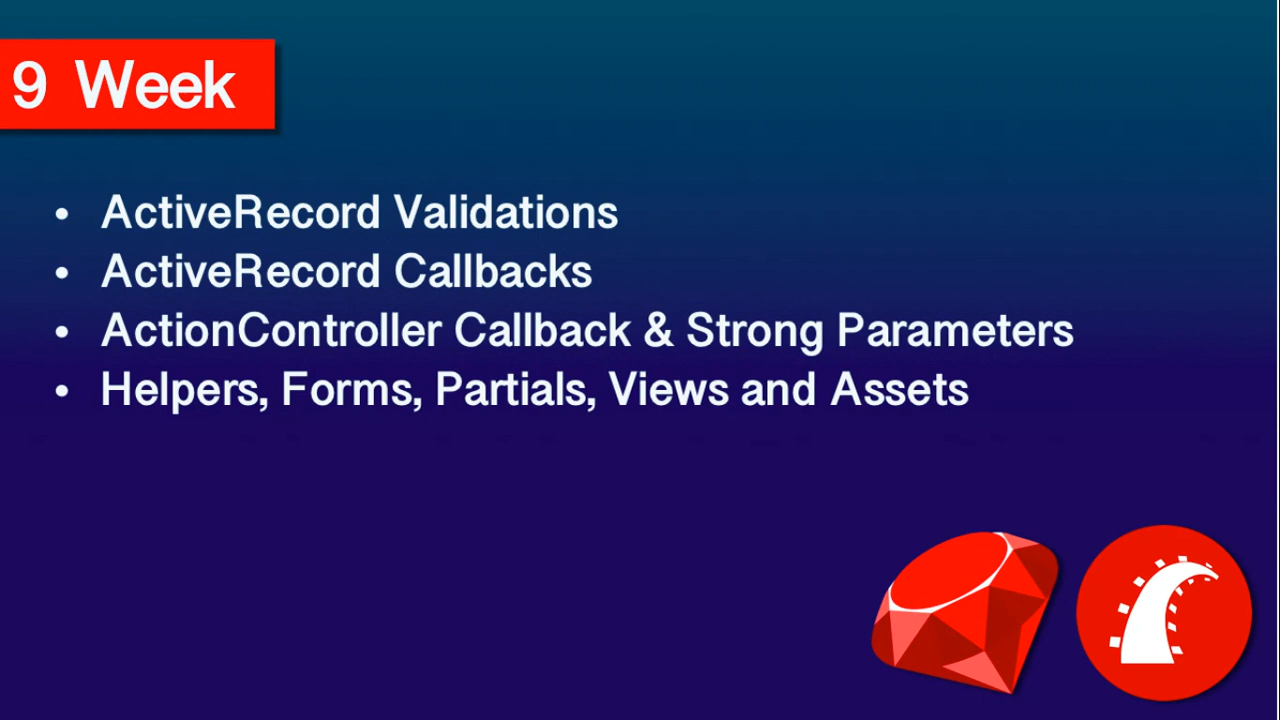 9 Week
• ActiveRecord Validations
• ActiveRecord Callbacks
• ActionController Callback & Strong Parameters
• Helpers, Forms, Partials, Views and Assets